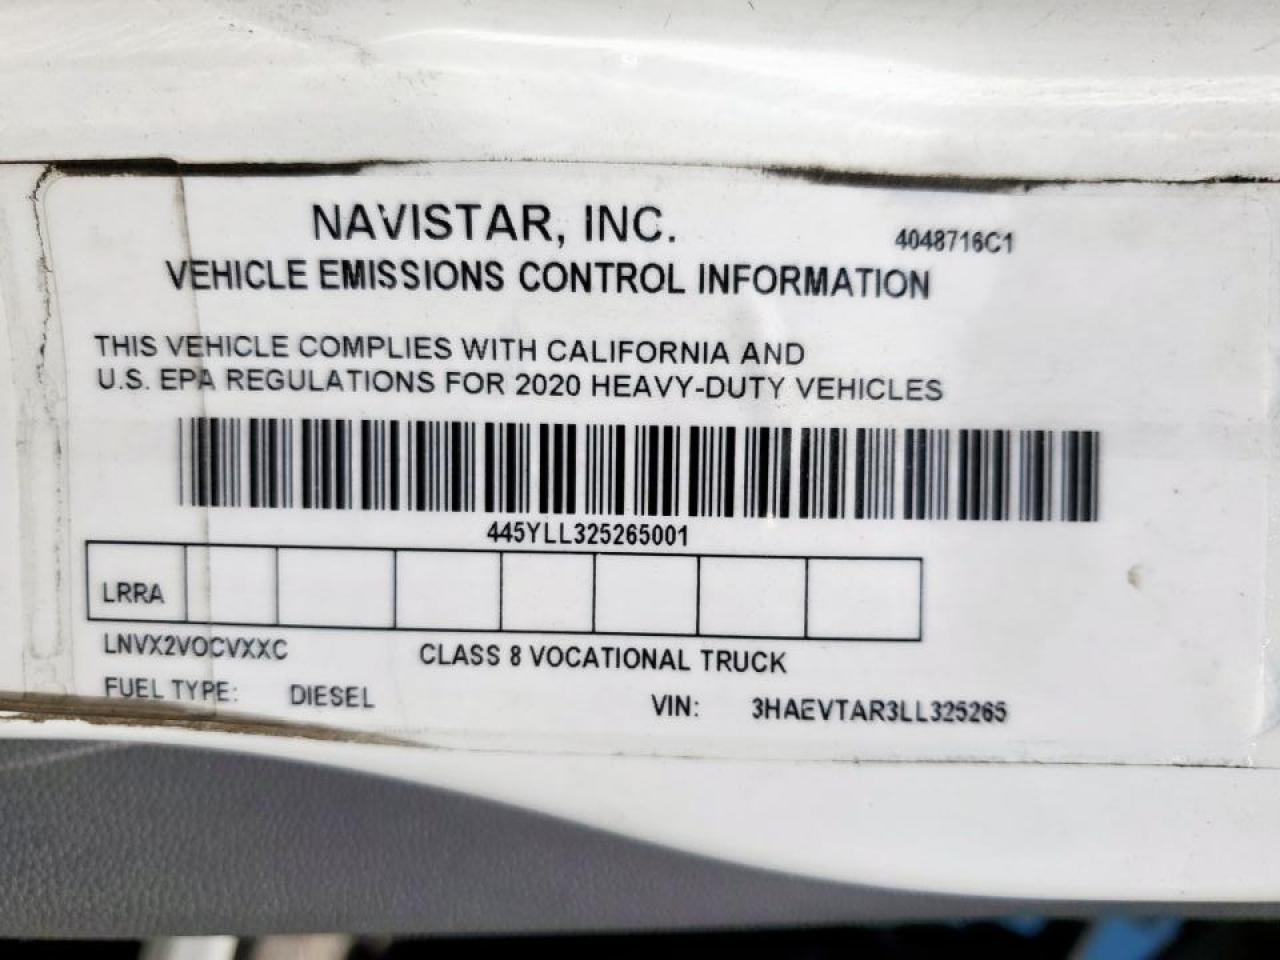 NAVISTAR, INC.
4048716C1
VEHICLE EMISSIONS CONTROL INFORMATION
THIS VEHICLE COMPLIES WITH CALIFORNIA AND
U.S. EPA REGULATIONS FOR 2020 HEAVY-DUTY VEHICLES
445YLL325265001
LRRA
LNVX2VOCVXXC CLASS 8 VOCATIONAL TRUCK
FUEL TYPE: DIESEL VIN: 3HAEVTAR3LL325265